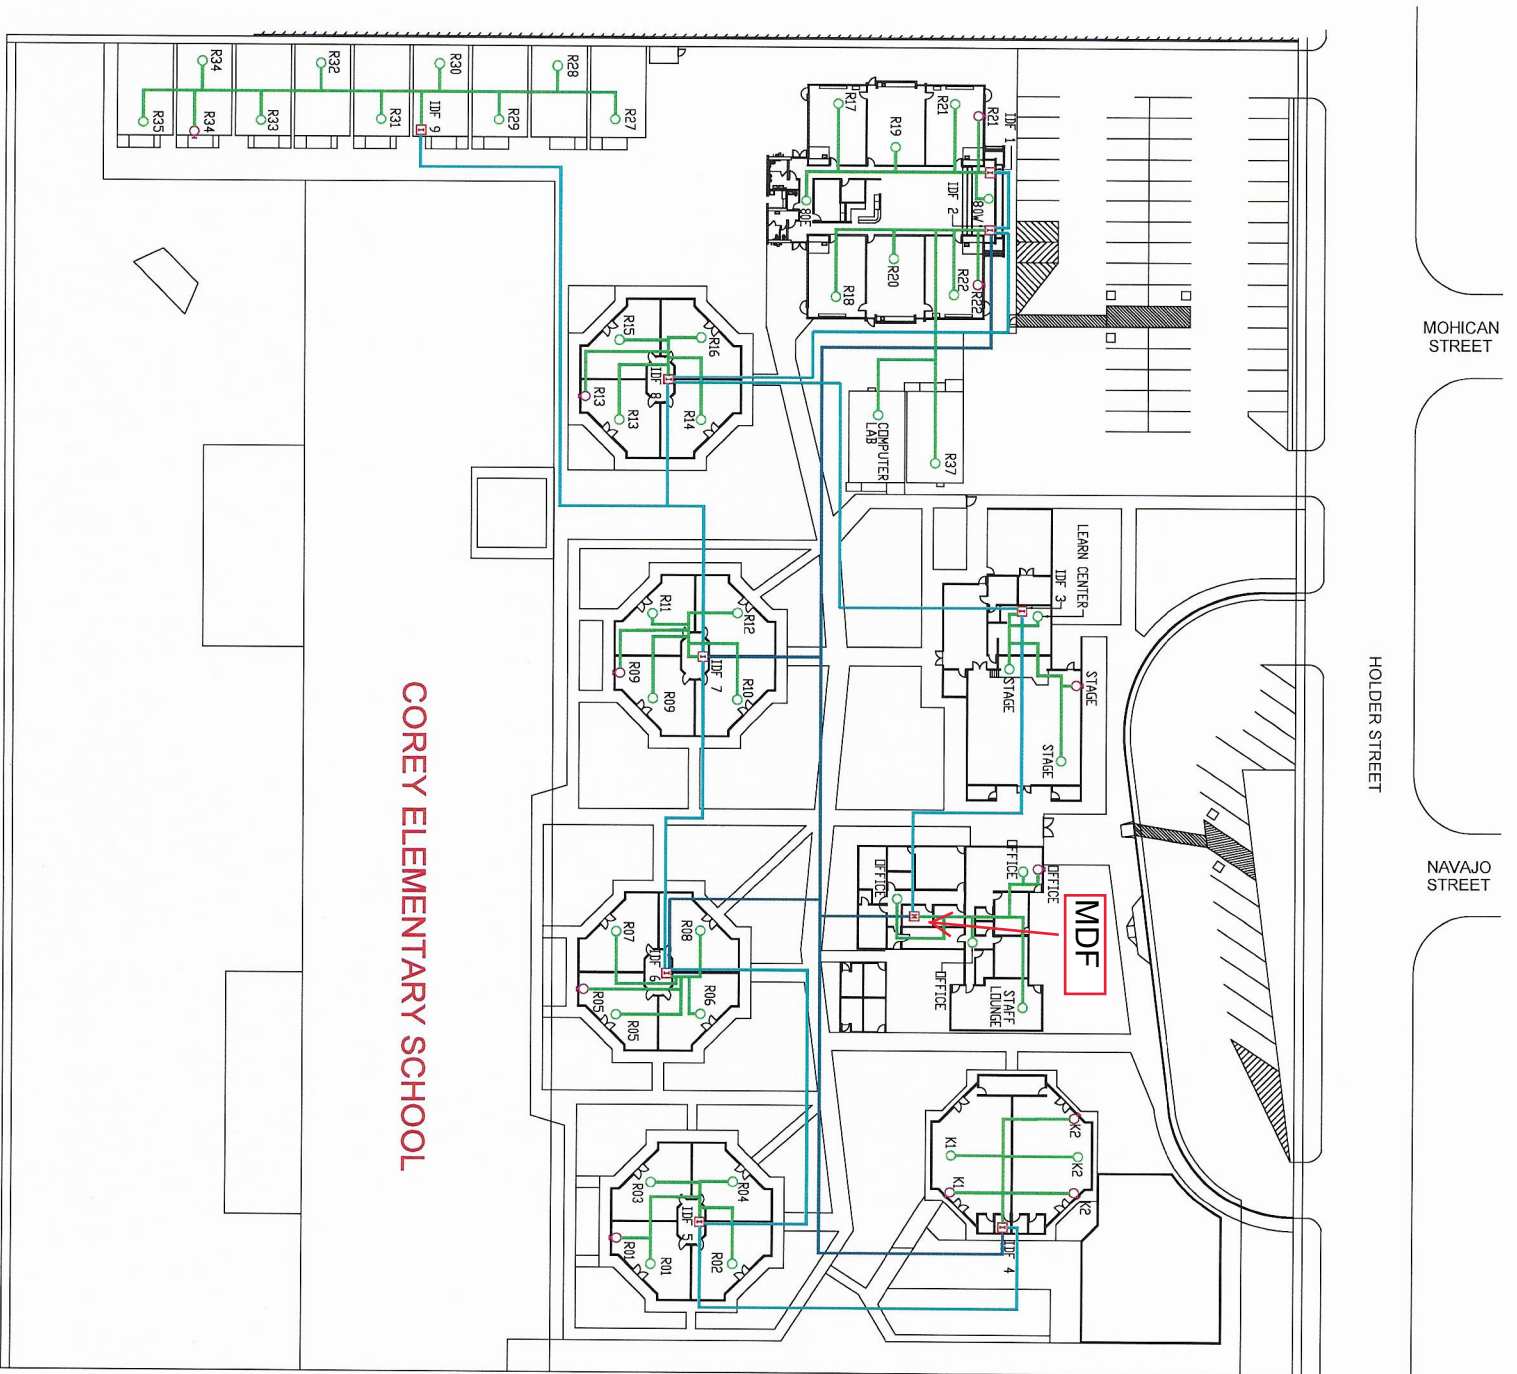 R34
R32
R30
R28
R35
R34
R33
R31
IDF 9
R29
R27
R17
R19
R21
R21
IDF 1
IDF 2
80W
80E
R18
R20
R22
R22
R15
R16
IDF 8
R13
R13
R14
COMPUTER
LAB
R37
MOHICAN
STREET
HOLDER STREET
NAVAJO
STREET
LEARN CENTER
IDF 3
STAGE
STAGE
STAGE
R11
R12
IDF 7
R09
R09
R10
COREY ELEMENTARY SCHOOL
OFFICE
OFFICE
OFFICE
MDF
M
OFFICE
STAFF
LOUNGE
R07
R08
IDF 6
R05
R05
R06
K2
K1
K2
K1
K2
IDF 4
R03
R04
IDF 5
R01
R01
R02